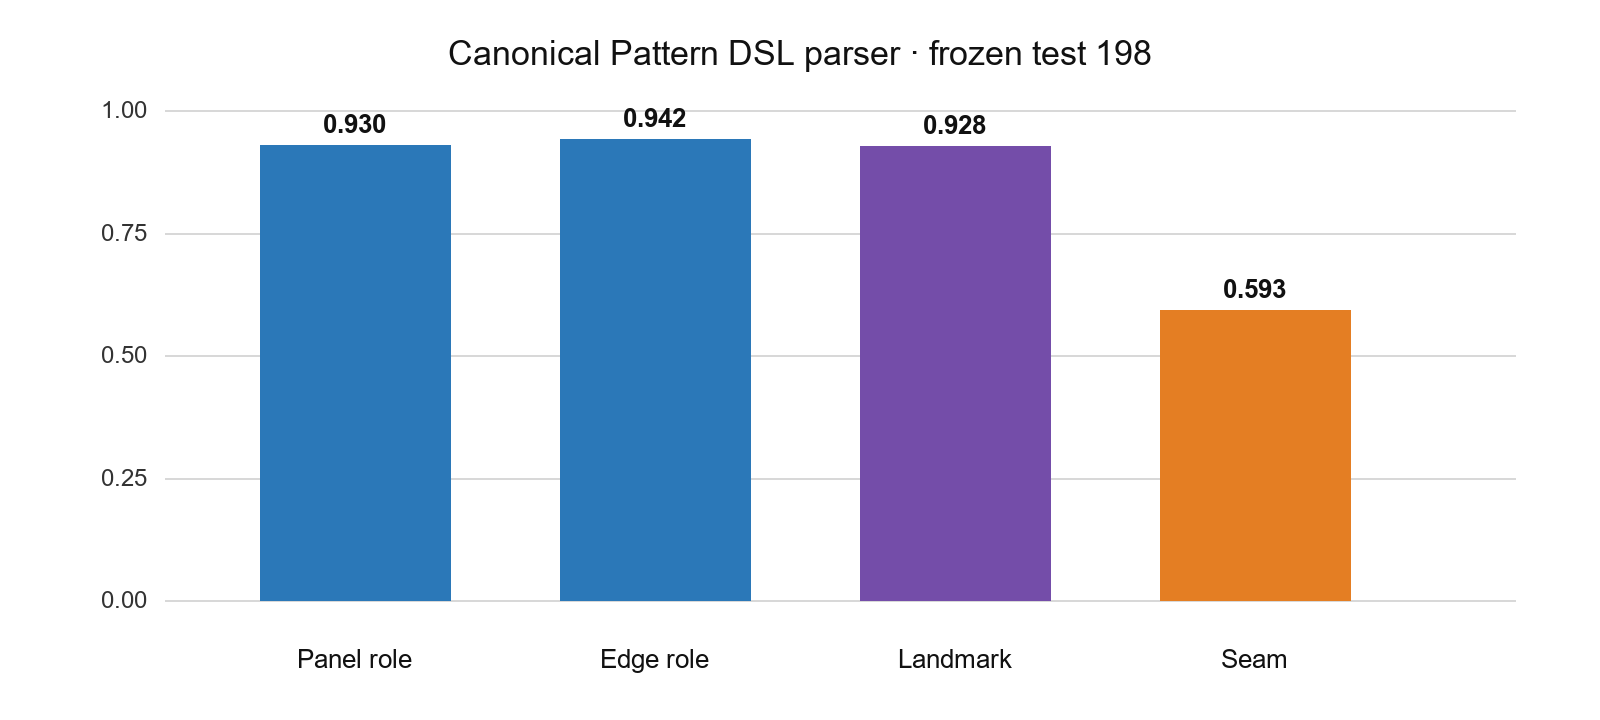 Canonical Pattern DSL parser · frozen test 198
1.00
0.930
0.942
0.928
0.75
0.593
0.50
0.25
0.00
Panel role
Edge role
Landmark
Seam